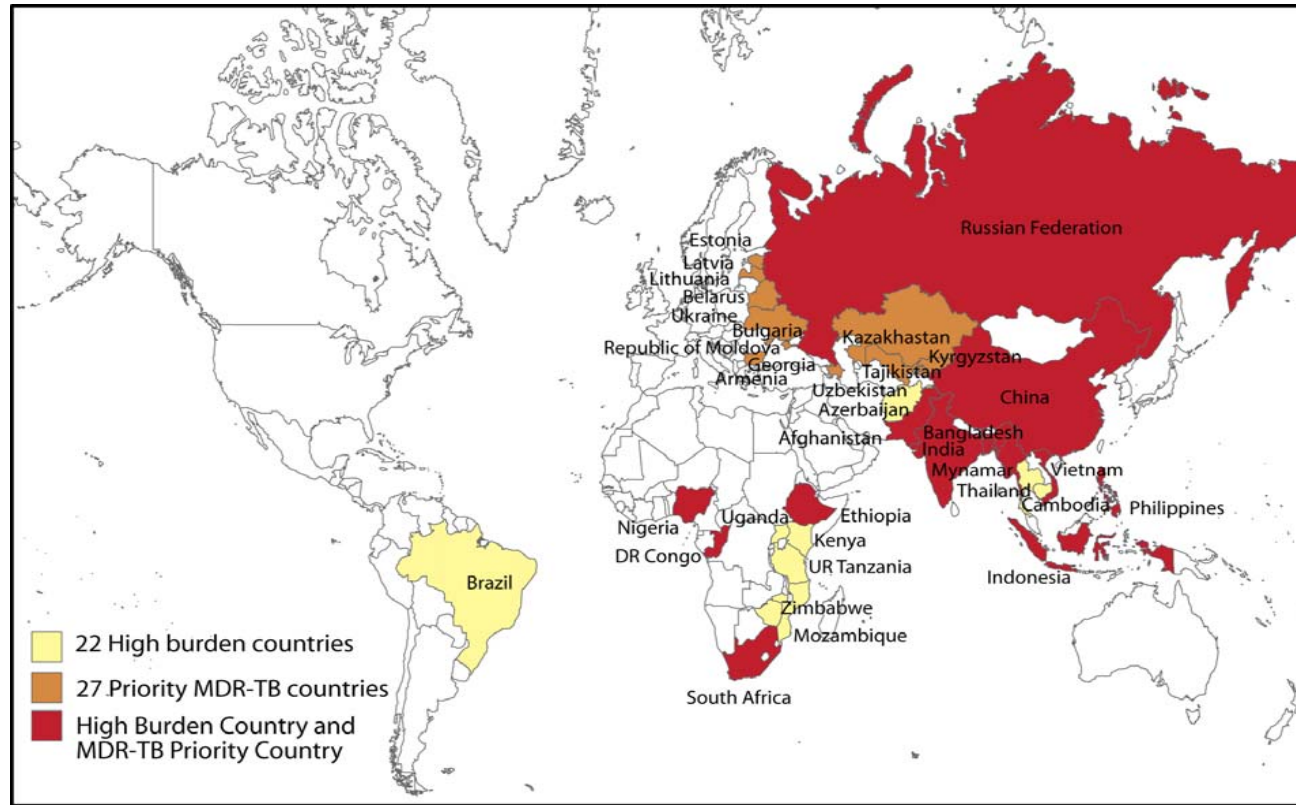 Russian Federation
Estonia
Latvia
Lithuania
Belarus
Ukraine
Bulgaria
Kazakhstan
Republic of Moldova
Georgia
Kyrgyzstan
Armenia
Tajikistan
Uzbekistan
China
Azerbaijan
Afghanistan
Bangladesh
India
Mynamar
Vietnam
Thailand
Cambodia
Philippines
Nigeria
Uganda
Ethiopia
DR Congo
Kenya
UR Tanzania
Indonesia
Brazil
Zimbabwe
Mozambique
South Africa
22 High burden countries
27 Priority MDR-TB countries
High Burden Country and
MDR-TB Priority Country